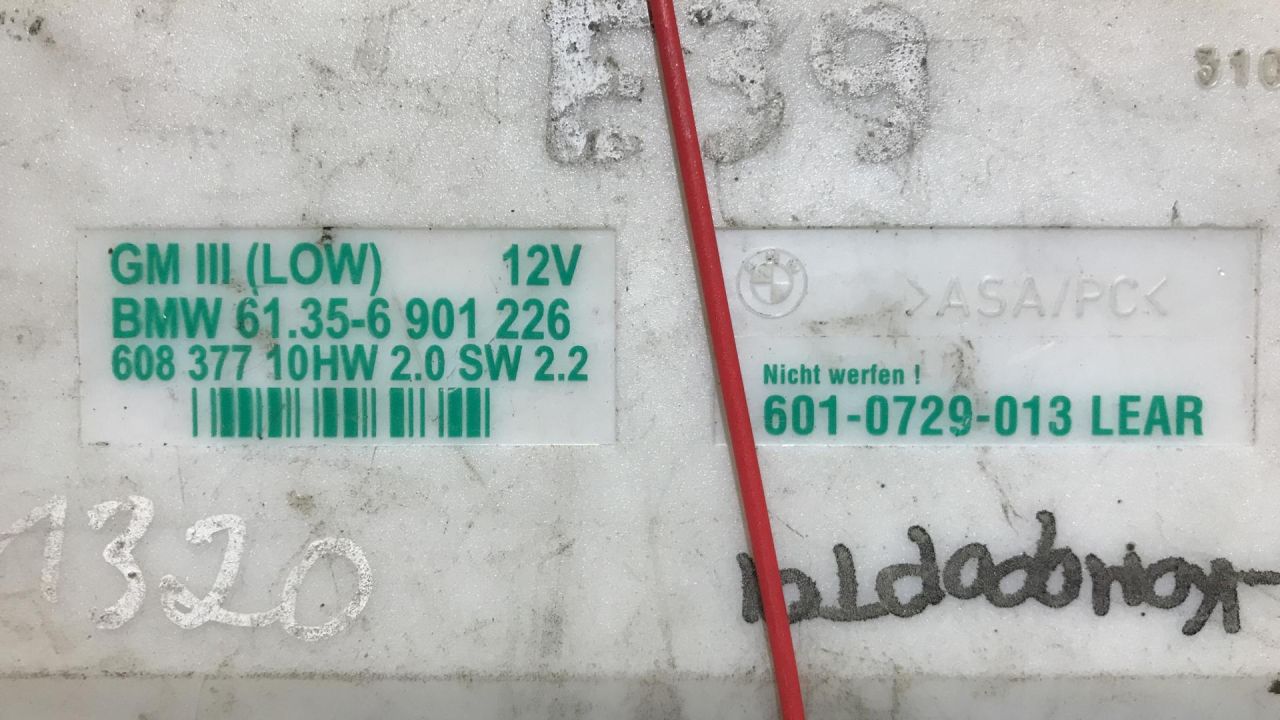 E39
310
GM III (LOW) 12V
BMW 61.35-6 901 226
608 377 10HW 2.0 SW 2.2
BMW
>ASA/PC<
Nicht werfen !
601-0729-013 LEAR
1320